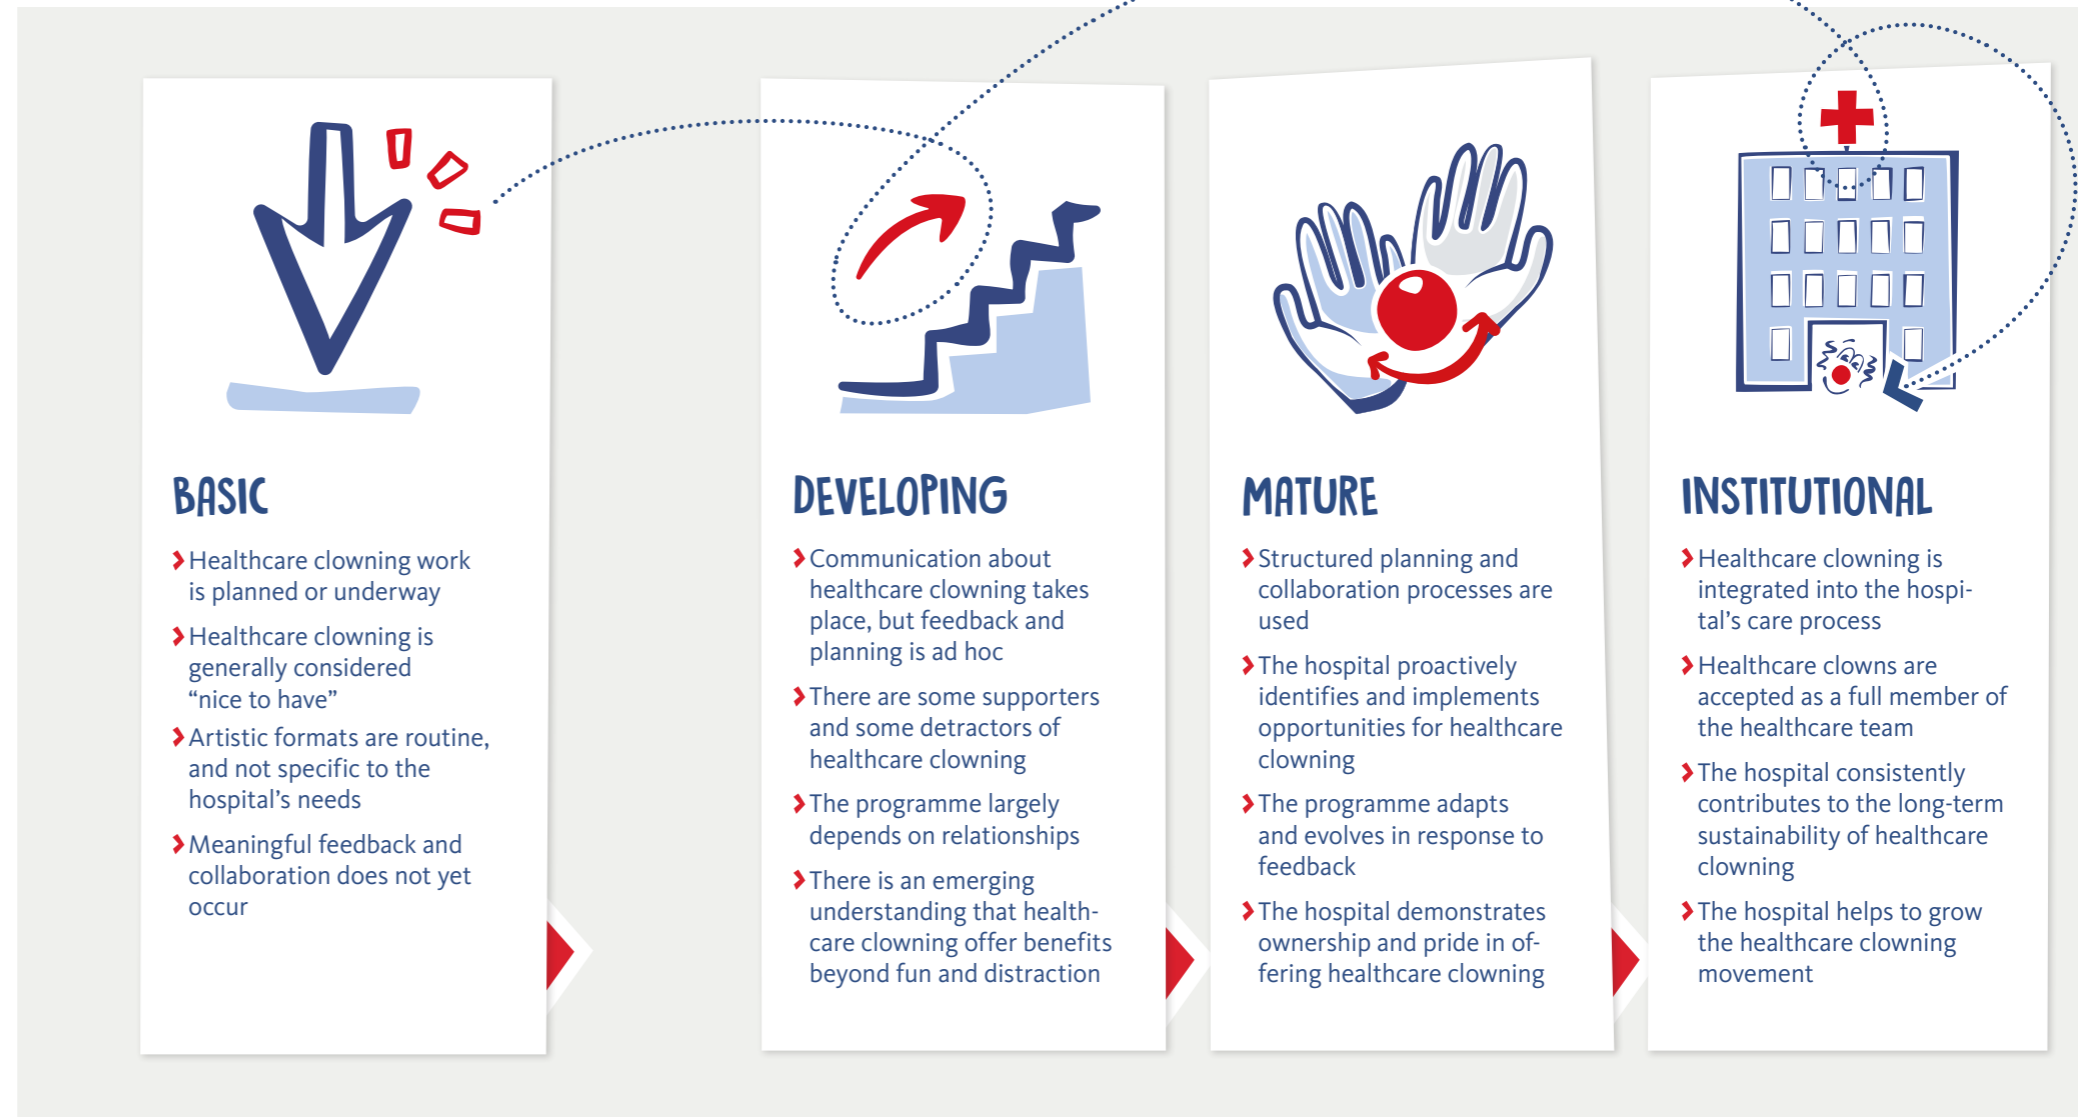 BASIC
Healthcare clowning work
is planned or underway
Healthcare clowning is
generally considered
“nice to have”
Artistic formats are routine,
and not specific to the
hospital’s needs
Meaningful feedback and
collaboration does not yet
occur
DEVELOPING
Communication about
healthcare clowning takes
place, but feedback and
planning is ad hoc
There are some supporters
and some detractors of
healthcare clowning
The programme largely
depends on relationships
There is an emerging
understanding that health-
care clowning offer benefits
beyond fun and distraction
MATURE
Structured planning and
collaboration processes are
used
The hospital proactively
identifies and implements
opportunities for healthcare
clowning
The programme adapts
and evolves in response to
feedback
The hospital demonstrates
ownership and pride in of-
fering healthcare clowning
INSTITUTIONAL
Healthcare clowning is
integrated into the hospi-
tal’s care process
Healthcare clowns are
accepted as a full member of
the healthcare team
The hospital consistently
contributes to the long-term
sustainability of healthcare
clowning
The hospital helps to grow
the healthcare clowning
movement